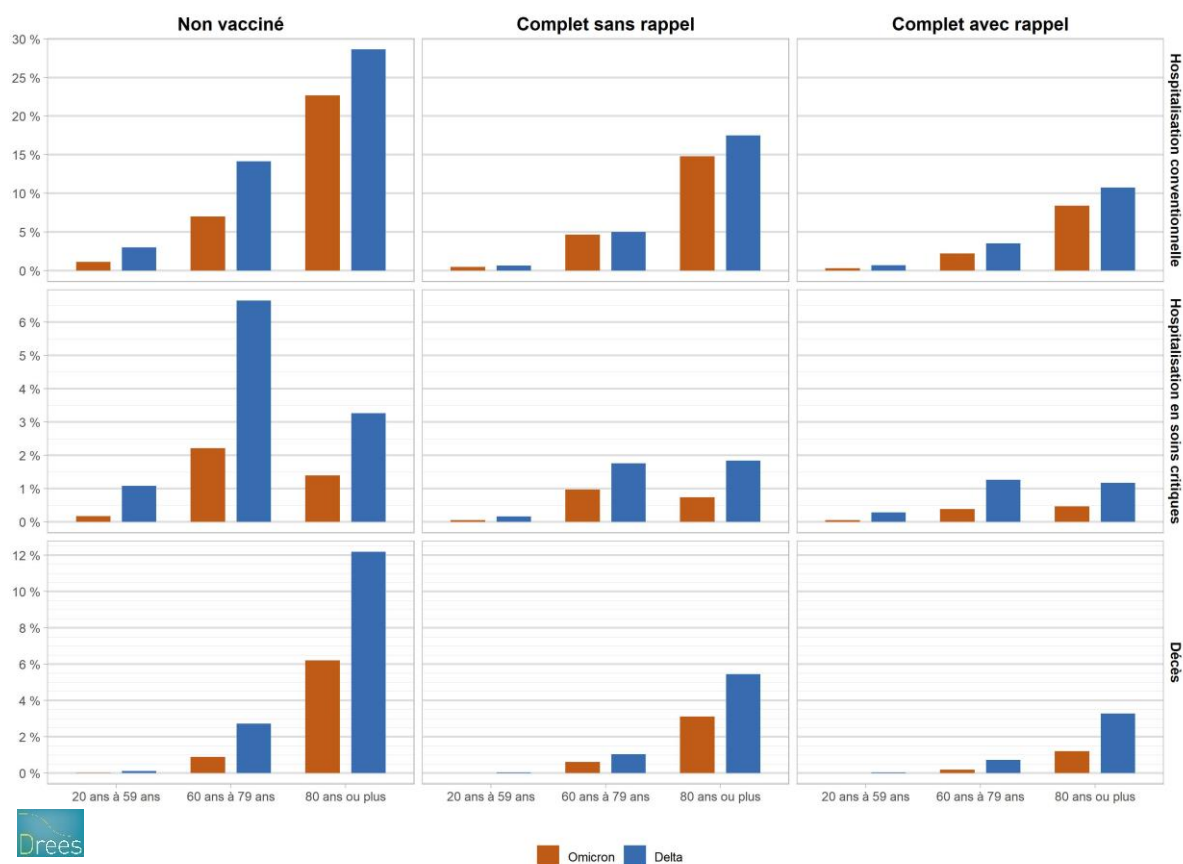 Non vacciné
Complet sans rappel
Complet avec rappel
30 %
25 %
20 %
15 %
10 %
5 %
0 %
Hospitalisation conventionnelle
6 %
5 %
4 %
3 %
2 %
1 %
0 %
Hospitalisation en soins critiques
12 %
10 %
8 %
6 %
4 %
2 %
0 %
Décès
20 ans à 59 ans
60 ans à 79 ans
80 ans ou plus
20 ans à 59 ans
60 ans à 79 ans
80 ans ou plus
20 ans à 59 ans
60 ans à 79 ans
80 ans ou plus
Drees
Omicron
Delta